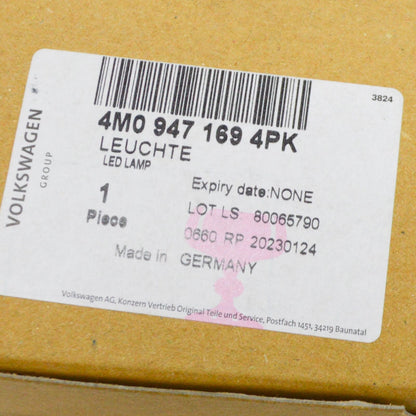 VOLKSWAGEN
GROUP
3824
4M0 947 169 4PK
LEUCHTE
LED LAMP
1
Piece
Expiry date:NONE
LOT LS 80065790
0660 RP 20230124
Made in GERMANY
Volkswagen AG, Konzern Vertrieb Original Teile und Service, Postfach 1451, 34219 Baunatal